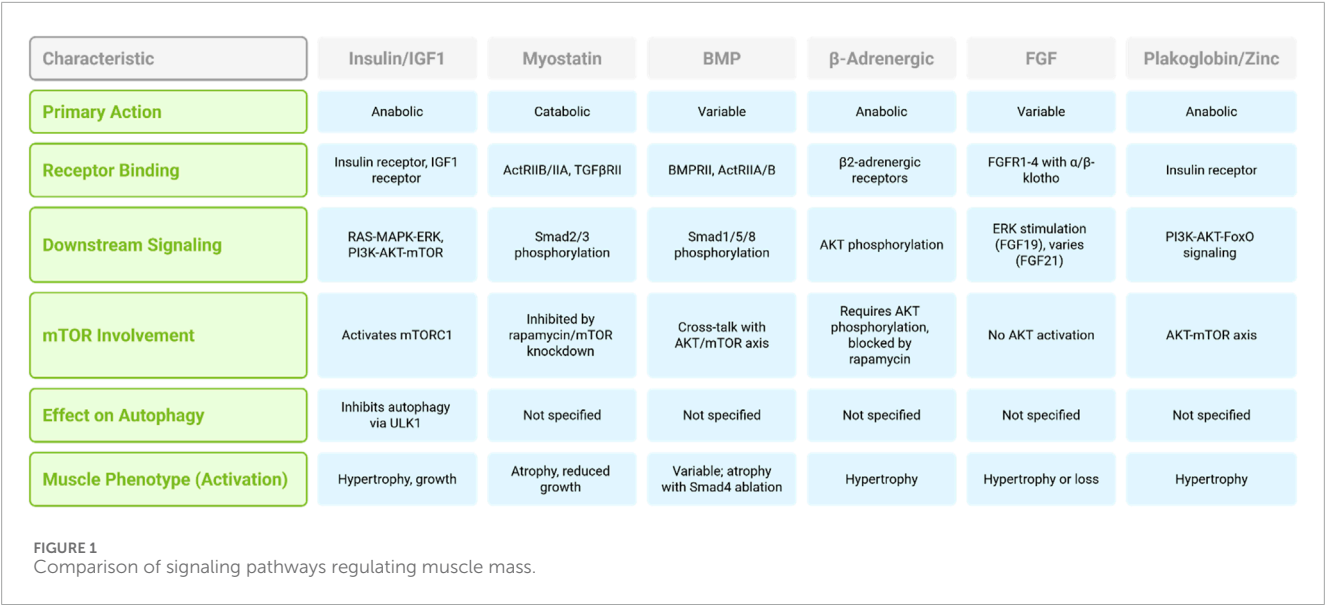 Characteristic
Insulin/IGF1
Myostatin
BMP
β-Adrenergic
FGF
Plakoglobin/Zinc
Primary Action
Anabolic
Catabolic
Variable
Anabolic
Variable
Anabolic
Receptor Binding
Insulin receptor, IGF1
receptor
ActRIIB/IIA, TGFβRII
BMPRII, ActRIIA/B
β2-adrenergic
receptors
FGFR1-4 with α/β-
klotho
Insulin receptor
Downstream Signaling
RAS-MAPK-ERK,
PI3K-AKT-mTOR
Smad2/3
phosphorylation
Smad1/5/8
phosphorylation
AKT phosphorylation
ERK stimulation
(FGF19), varies
(FGF21)
PI3K-AKT-FoxO
signaling
mTOR Involvement
Activates mTORC1
Inhibited by
rapamycin/mTOR
knockdown
Cross-talk with
AKT/mTOR axis
Requires AKT
phosphorylation,
blocked by
rapamycin
No AKT activation
AKT-mTOR axis
Effect on Autophagy
Inhibits autophagy
via ULK1
Not specified
Not specified
Not specified
Not specified
Not specified
Muscle Phenotype (Activation)
Hypertrophy, growth
Atrophy, reduced
growth
Variable; atrophy
with Smad4 ablation
Hypertrophy
Hypertrophy or loss
Hypertrophy
FIGURE 1
Comparison of signaling pathways regulating muscle mass.